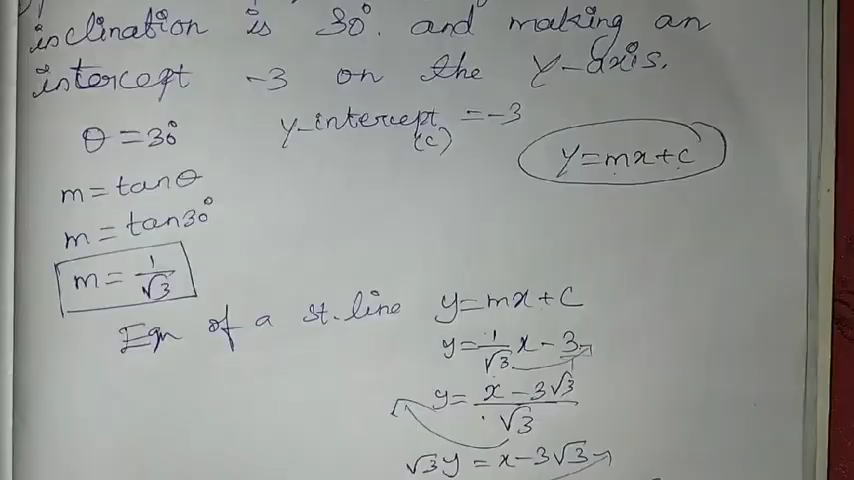 inclination is 30°. and making an
intercept -3 on the Y-axis.
θ = 30° Y-intercept (c) = -3
y = mx + c
m = tanθ
m = tan30°
m = 1/√3
Eqn of a st. line y = mx + c
y = 1/√3 x - 3
y = (x - 3√3)/√3
√3y = x - 3√3